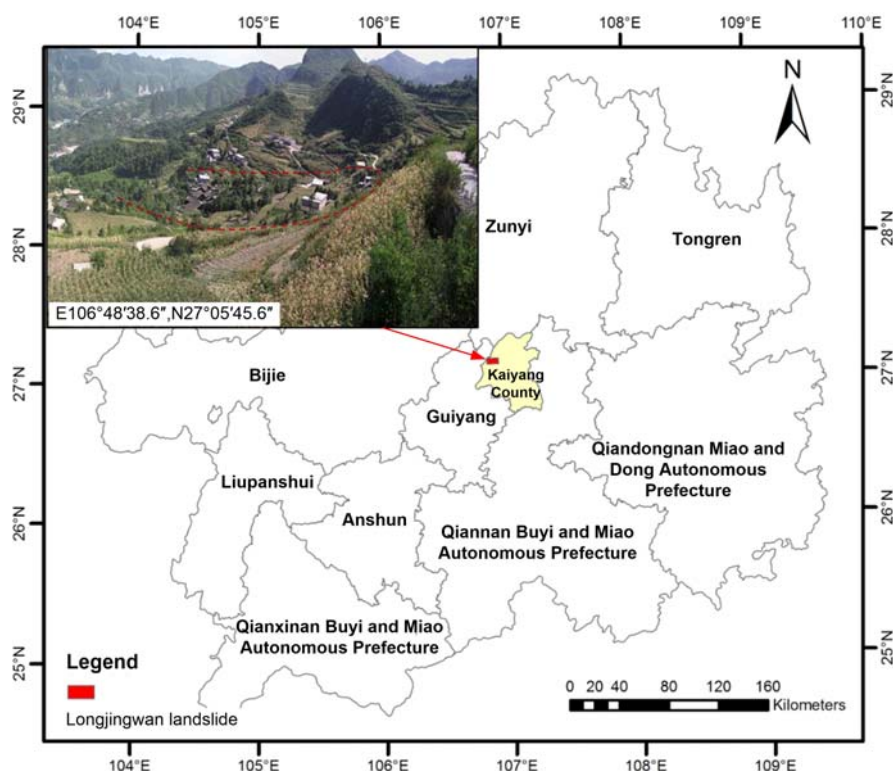 104°E 105°E 106°E 107°E 108°E 109°E 110°E
N
29°N
29°N
28°N
28°N
Zunyi
Tongren
E106°48′38.6″,N27°05′45.6″
27°N
27°N
Bijie
Kaiyang
County
Guiyang
Qiandongnan Miao and
Dong Autonomous
Prefecture
Liupanshui
Anshun
26°N
26°N
Qiannan Buyi and Miao
Autonomous Prefecture
Qianxinan Buyi and Miao
Autonomous Prefecture
25°N
25°N
Legend
Longjingwan landslide
0 20 40 80 120 160
Kilometers
104°E 105°E 106°E 107°E 108°E 109°E